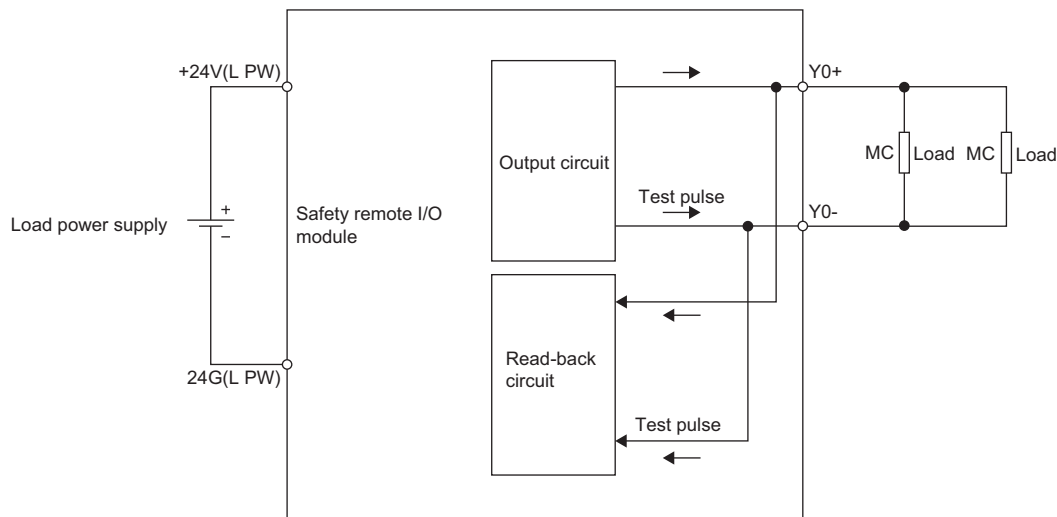 +24V(L PW)
Y0+
Output circuit
MC
Load
MC
Load
Test pulse
Y0-
Load power supply
+
−
Safety remote I/O
module
Read-back
circuit
24G(L PW)
Test pulse